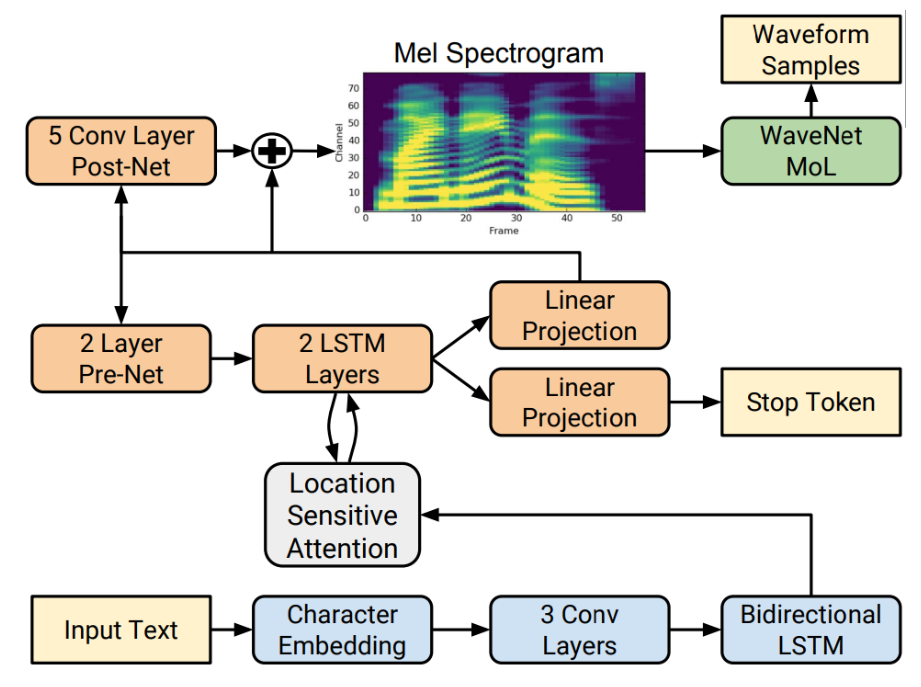 Mel Spectrogram
Waveform
Samples
5 Conv Layer
Post-Net
WaveNet
MoL
Channel
70
60
50
40
30
20
10
0
0 10 20 30 40 50
Frame
Linear
Projection
2 Layer
Pre-Net
2 LSTM
Layers
Linear
Projection
Stop Token
Location
Sensitive
Attention
Input Text
Character
Embedding
3 Conv
Layers
Bidirectional
LSTM